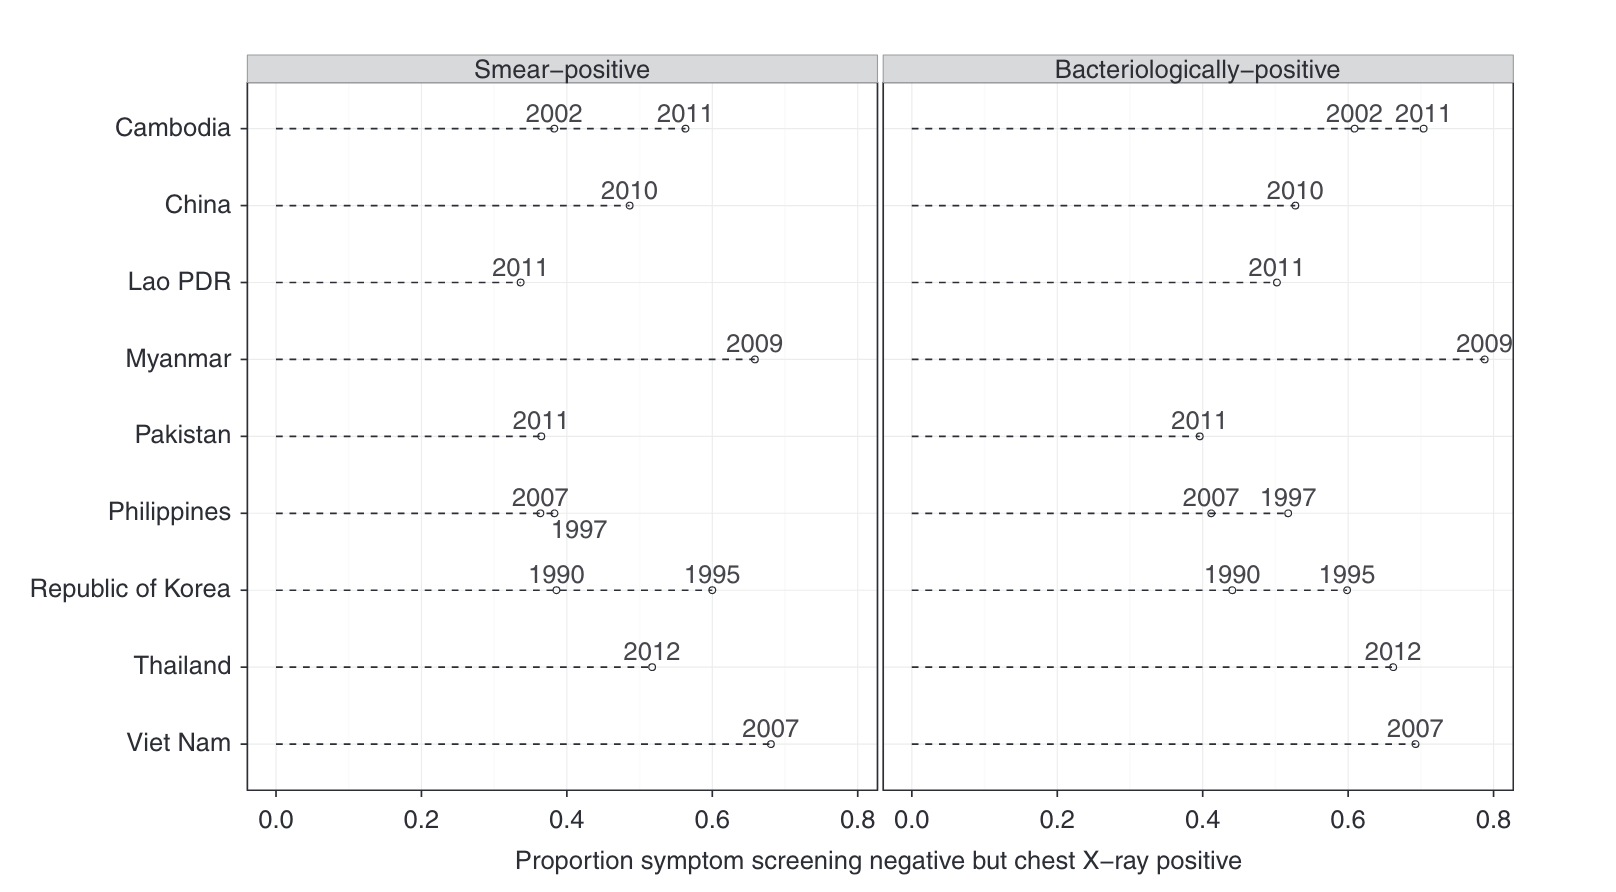 Smear–positive Bacteriologically–positive
Cambodia 2002 2011 2002 2011
China 2010 2010
Lao PDR 2011 2011
Myanmar 2009 2009
Pakistan 2011 2011
Philippines 2007 2007 1997
1997
Republic of Korea 1990 1995 1990 1995
Thailand 2012 2012
Viet Nam 2007 2007
0.0 0.2 0.4 0.6 0.8 0.0 0.2 0.4 0.6 0.8
Proportion symptom screening negative but chest X–ray positive